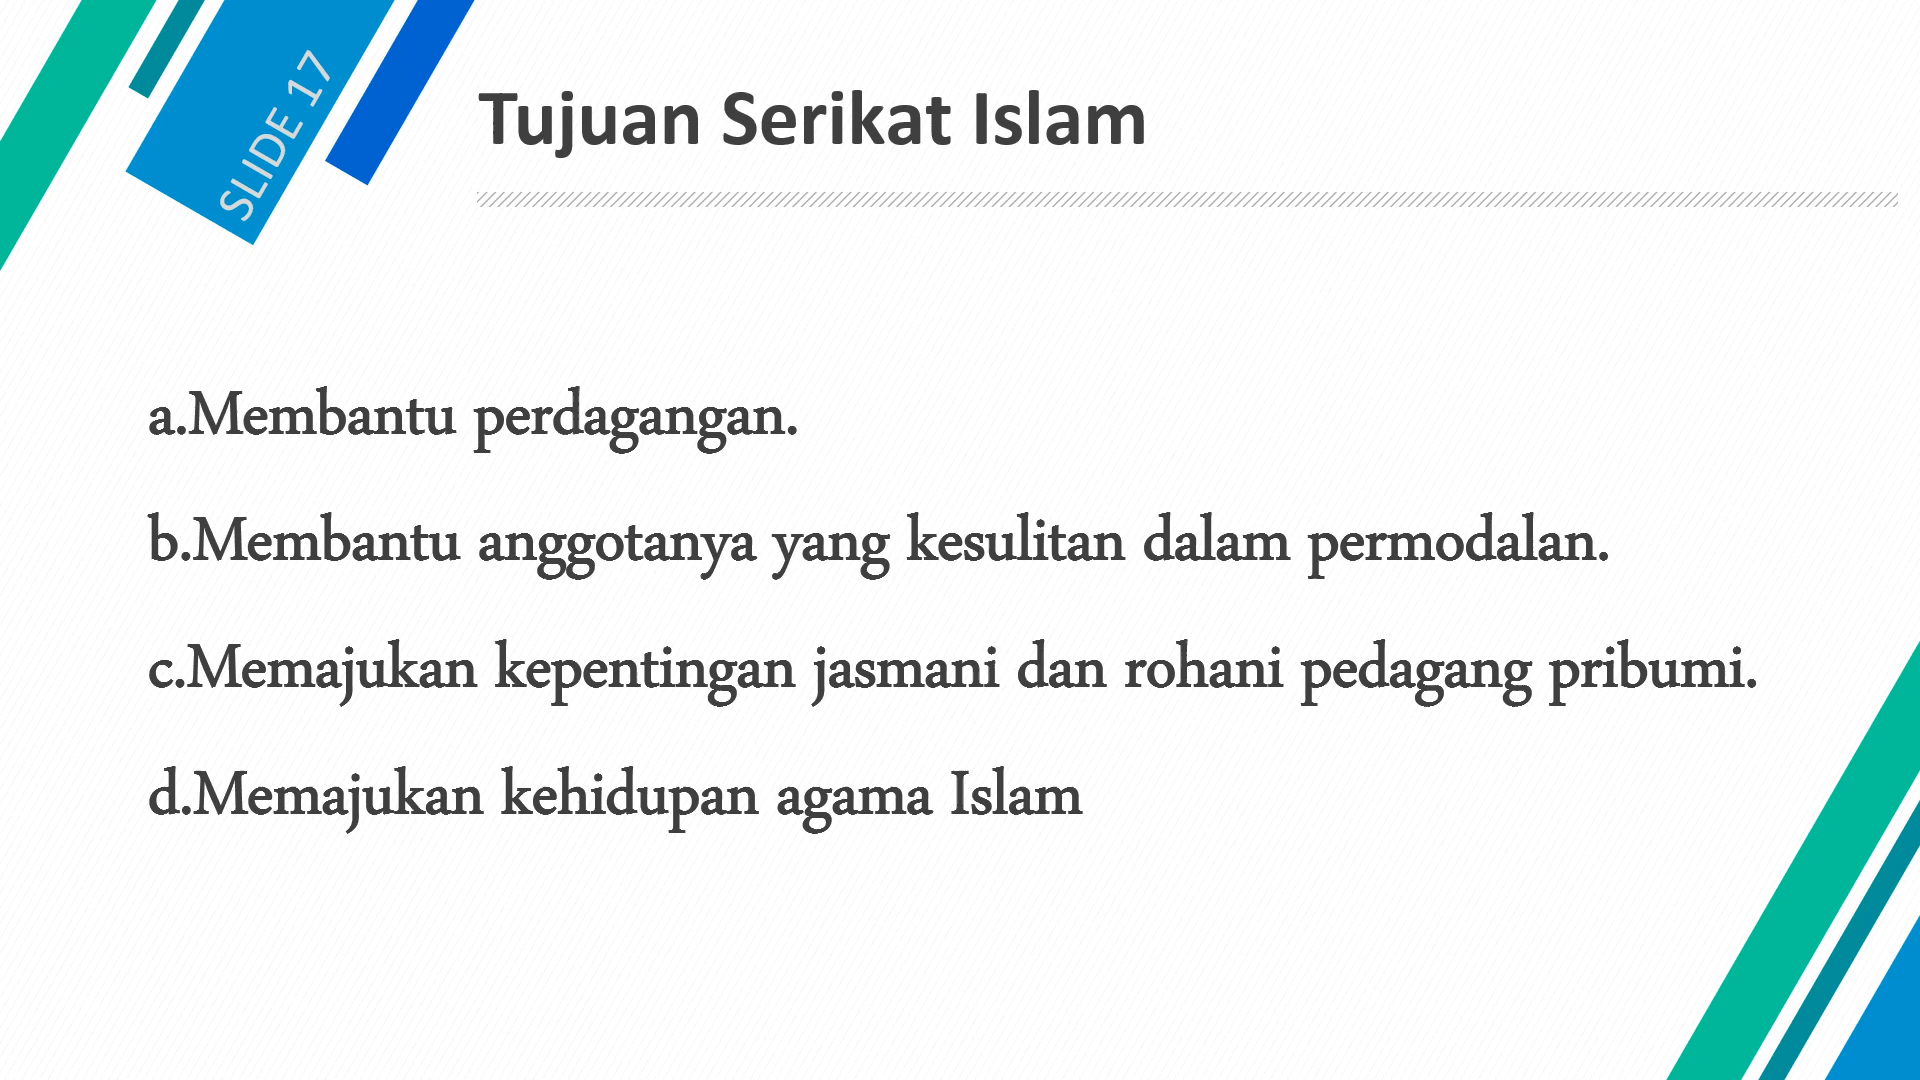 SLIDE 17
Tujuan Serikat Islam
a.Membantu perdagangan.
b.Membantu anggotanya yang kesulitan dalam permodalan.
c.Memajukan kepentingan jasmani dan rohani pedagang pribumi.
d.Memajukan kehidupan agama Islam